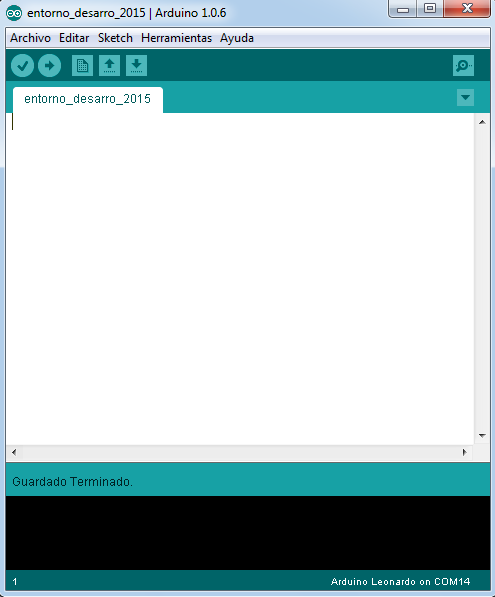 entorno_desarro_2015 | Arduino 1.0.6
Archivo Editar Sketch Herramientas Ayuda
entorno_desarro_2015
Guardado Terminado.
1 Arduino Leonardo on COM14